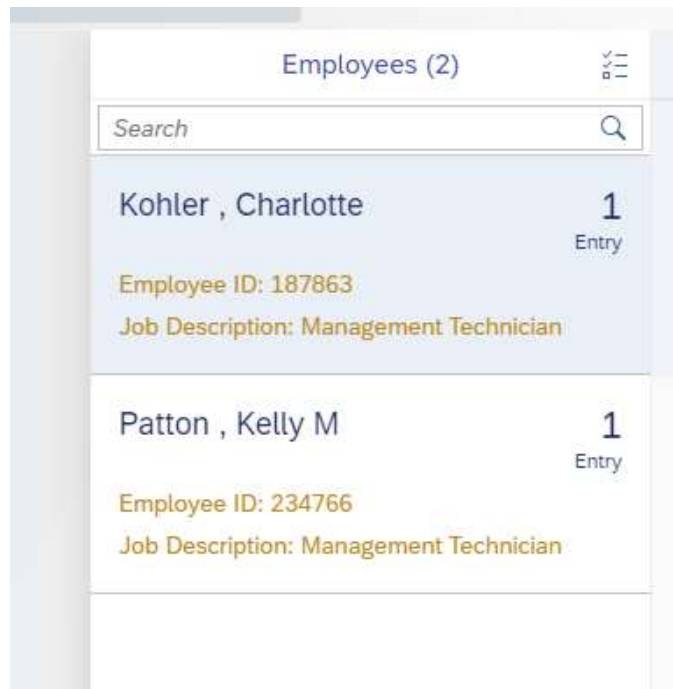 Employees (2)
Search
Kohler , Charlotte 1
Entry
Employee ID: 187863
Job Description: Management Technician
Patton , Kelly M 1
Entry
Employee ID: 234766
Job Description: Management Technician